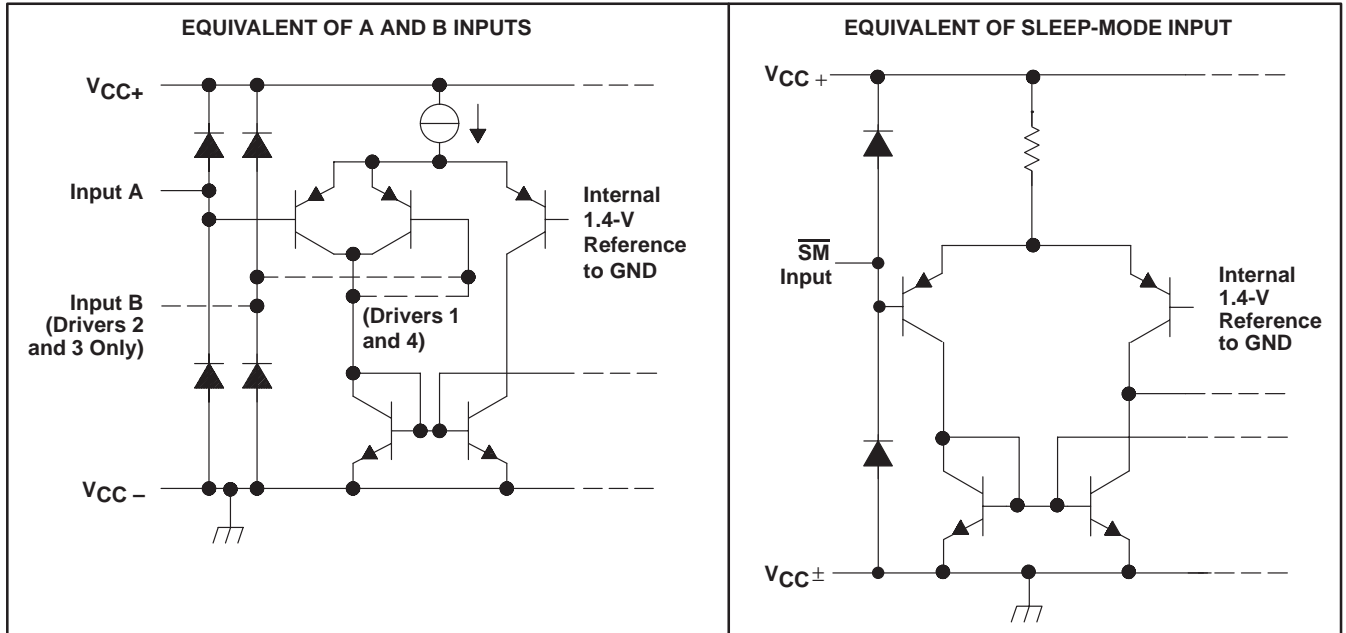 EQUIVALENT OF A AND B INPUTS
VCC+
Input A
Internal
1.4-V
Reference
to GND
Input B
(Drivers 2
and 3 Only)
(Drivers 1
and 4)
VCC –
EQUIVALENT OF SLEEP-MODE INPUT
VCC +
S̅M̅
Input
Internal
1.4-V
Reference
to GND
VCC ±